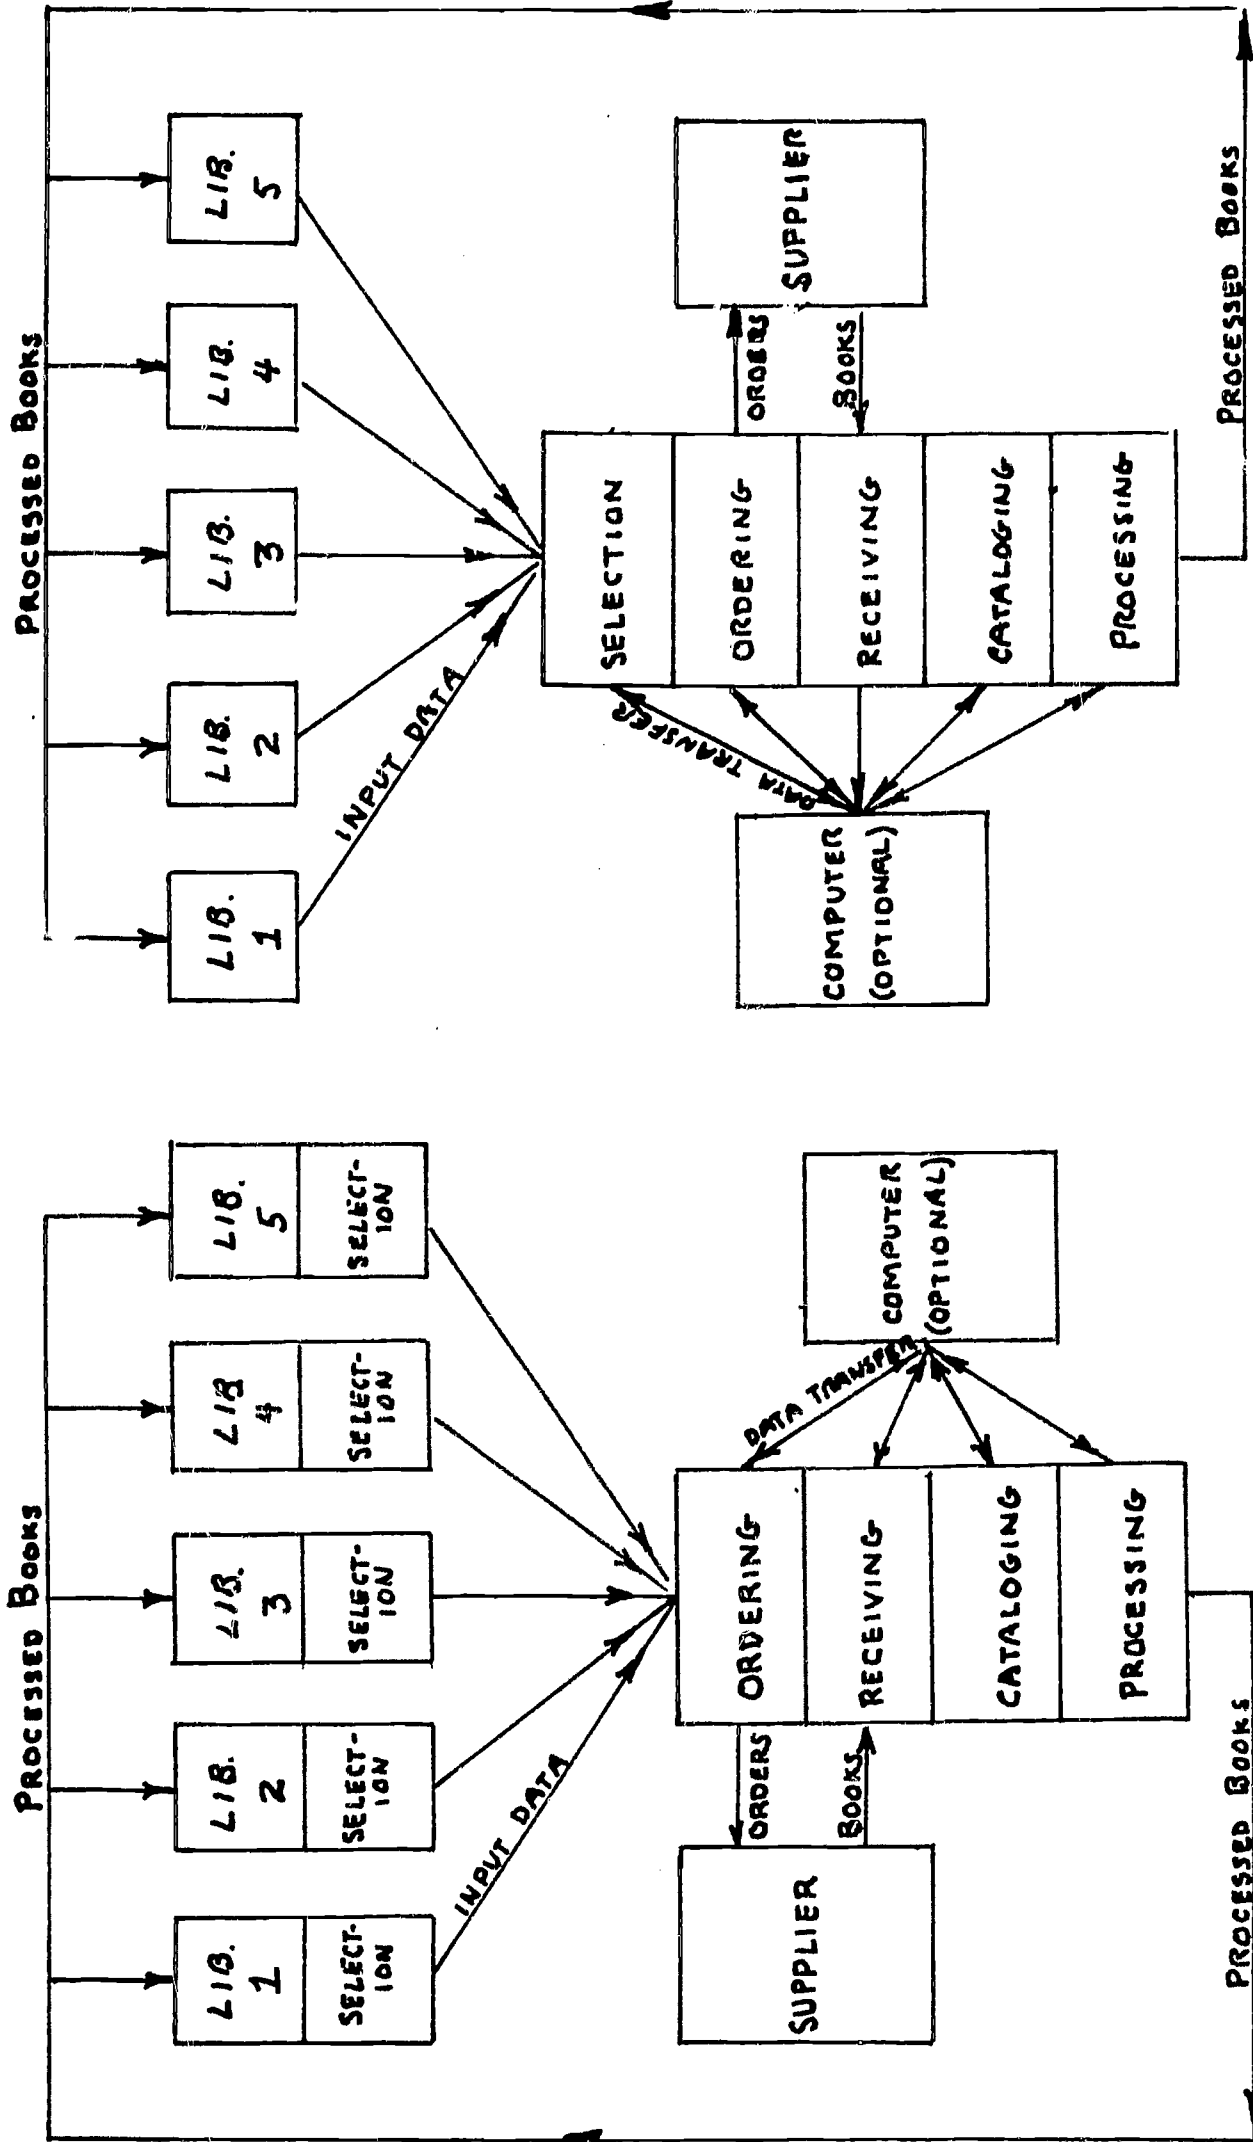 PROCESSED BOOKS
LIB.
1
SELECT-
ION
LIB.
2
SELECT-
ION
LIB.
3
SELECT-
ION
LIB
4
SELECT-
ION
LIB.
5
SELECT-
ION
INPUT DATA
SUPPLIER
ORDERS
BOOKS
ORDERING
RECEIVING
CATALOGING
PROCESSING
DATA TRANSFER
COMPUTER
(OPTIONAL)
PROCESSED BOOKS
PROCESSED BOOKS
LIB.
1
LIB.
2
LIB.
3
LIB.
4
LIB.
5
INPUT DATA
COMPUTER
(OPTIONAL)
DATA TRANSFER
SELECTION
ORDERING
RECEIVING
CATALOGING
PROCESSING
ORDERS
BOOKS
SUPPLIER
PROCESSED BOOKS